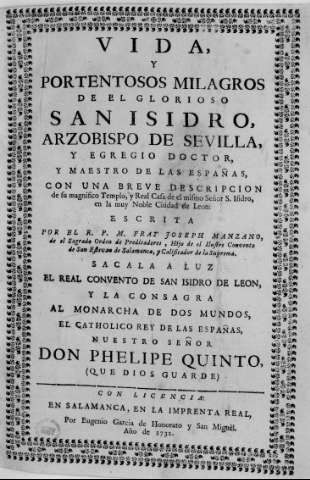 VIDA,
Y
PORTENTOSOS MILAGROS
DE EL GLORIOSO
SAN ISIDRO,
ARZOBISPO DE SEVILLA,
Y EGREGIO DOCTOR,
Y MAESTRO DE LAS ESPAÑAS,
CON UNA BREVE DESCRIPCION
de su magnifico Templo, y Real Casa de el mismo Señor S. Isidro,
en la muy Noble Ciudad de Leon:
ESCRITA
POR EL R. P. M. FRAY JOSEPH MANZANO,
de el Sagrado Orden de Predicadores, Hijo de el Ilustre Convento
de San Estevan de Salamanca, y Calificador de la Suprema.
SACALA A LUZ
EL REAL CONVENTO DE SAN ISIDRO DE LEON,
Y LA CONSAGRA
AL MONARCHA DE DOS MUNDOS,
EL CATHOLICO REY DE LAS ESPAÑAS,
NUESTRO SEÑOR
DON PHELIPE QUINTO,
(QUE DIOS GUARDE)
CON LICENCIA:
EN SALAMANCA, EN LA IMPRENTA REAL,
Por Eugenio Garcia de Honorato y San Miguèl.
Año de 1732.